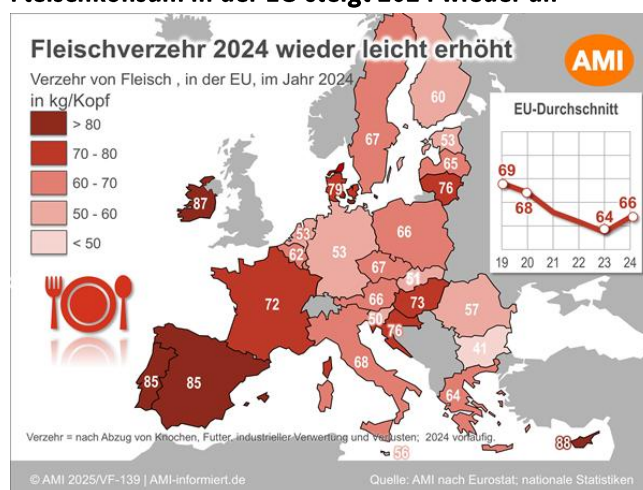 Fleischverzehr 2024 wieder leicht erhöht
AMI
Verzehr von Fleisch , in der EU, im Jahr 2024
in kg/Kopf
> 80
70 - 80
60 - 70
50 - 60
< 50
EU-Durchschnitt
69
68
64
66
19 20 22 23 24
60
67
53
65
76
79
87
53
62
53
66
67
51
72
66
73
50
76
57
41
85
85
68
64
56
88
Verzehr = nach Abzug von Knochen, Futter, industrieller Verwertung und Verlusten; 2024 vorläufig.
© AMI 2025/VF-139 | AMI-informiert.de
Quelle: AMI nach Eurostat; nationale Statistiken